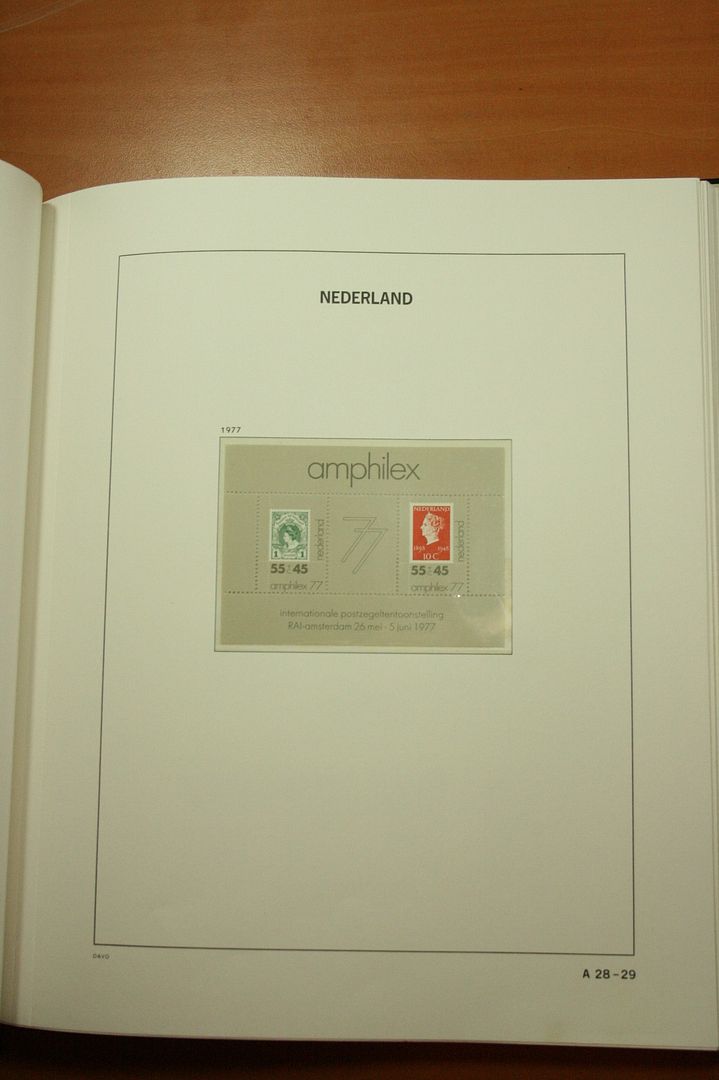 NEDERLAND
1977
amphilex
NEDERLAND
1
nederland
77
1898 1948
10 C
nederland
55 45
55 45
amphilex 77
amphilex 77
internationale postzegeltentoonstelling
RAI-amsterdam 26 mei - 5 juni 1977
DAVO
A 28-29